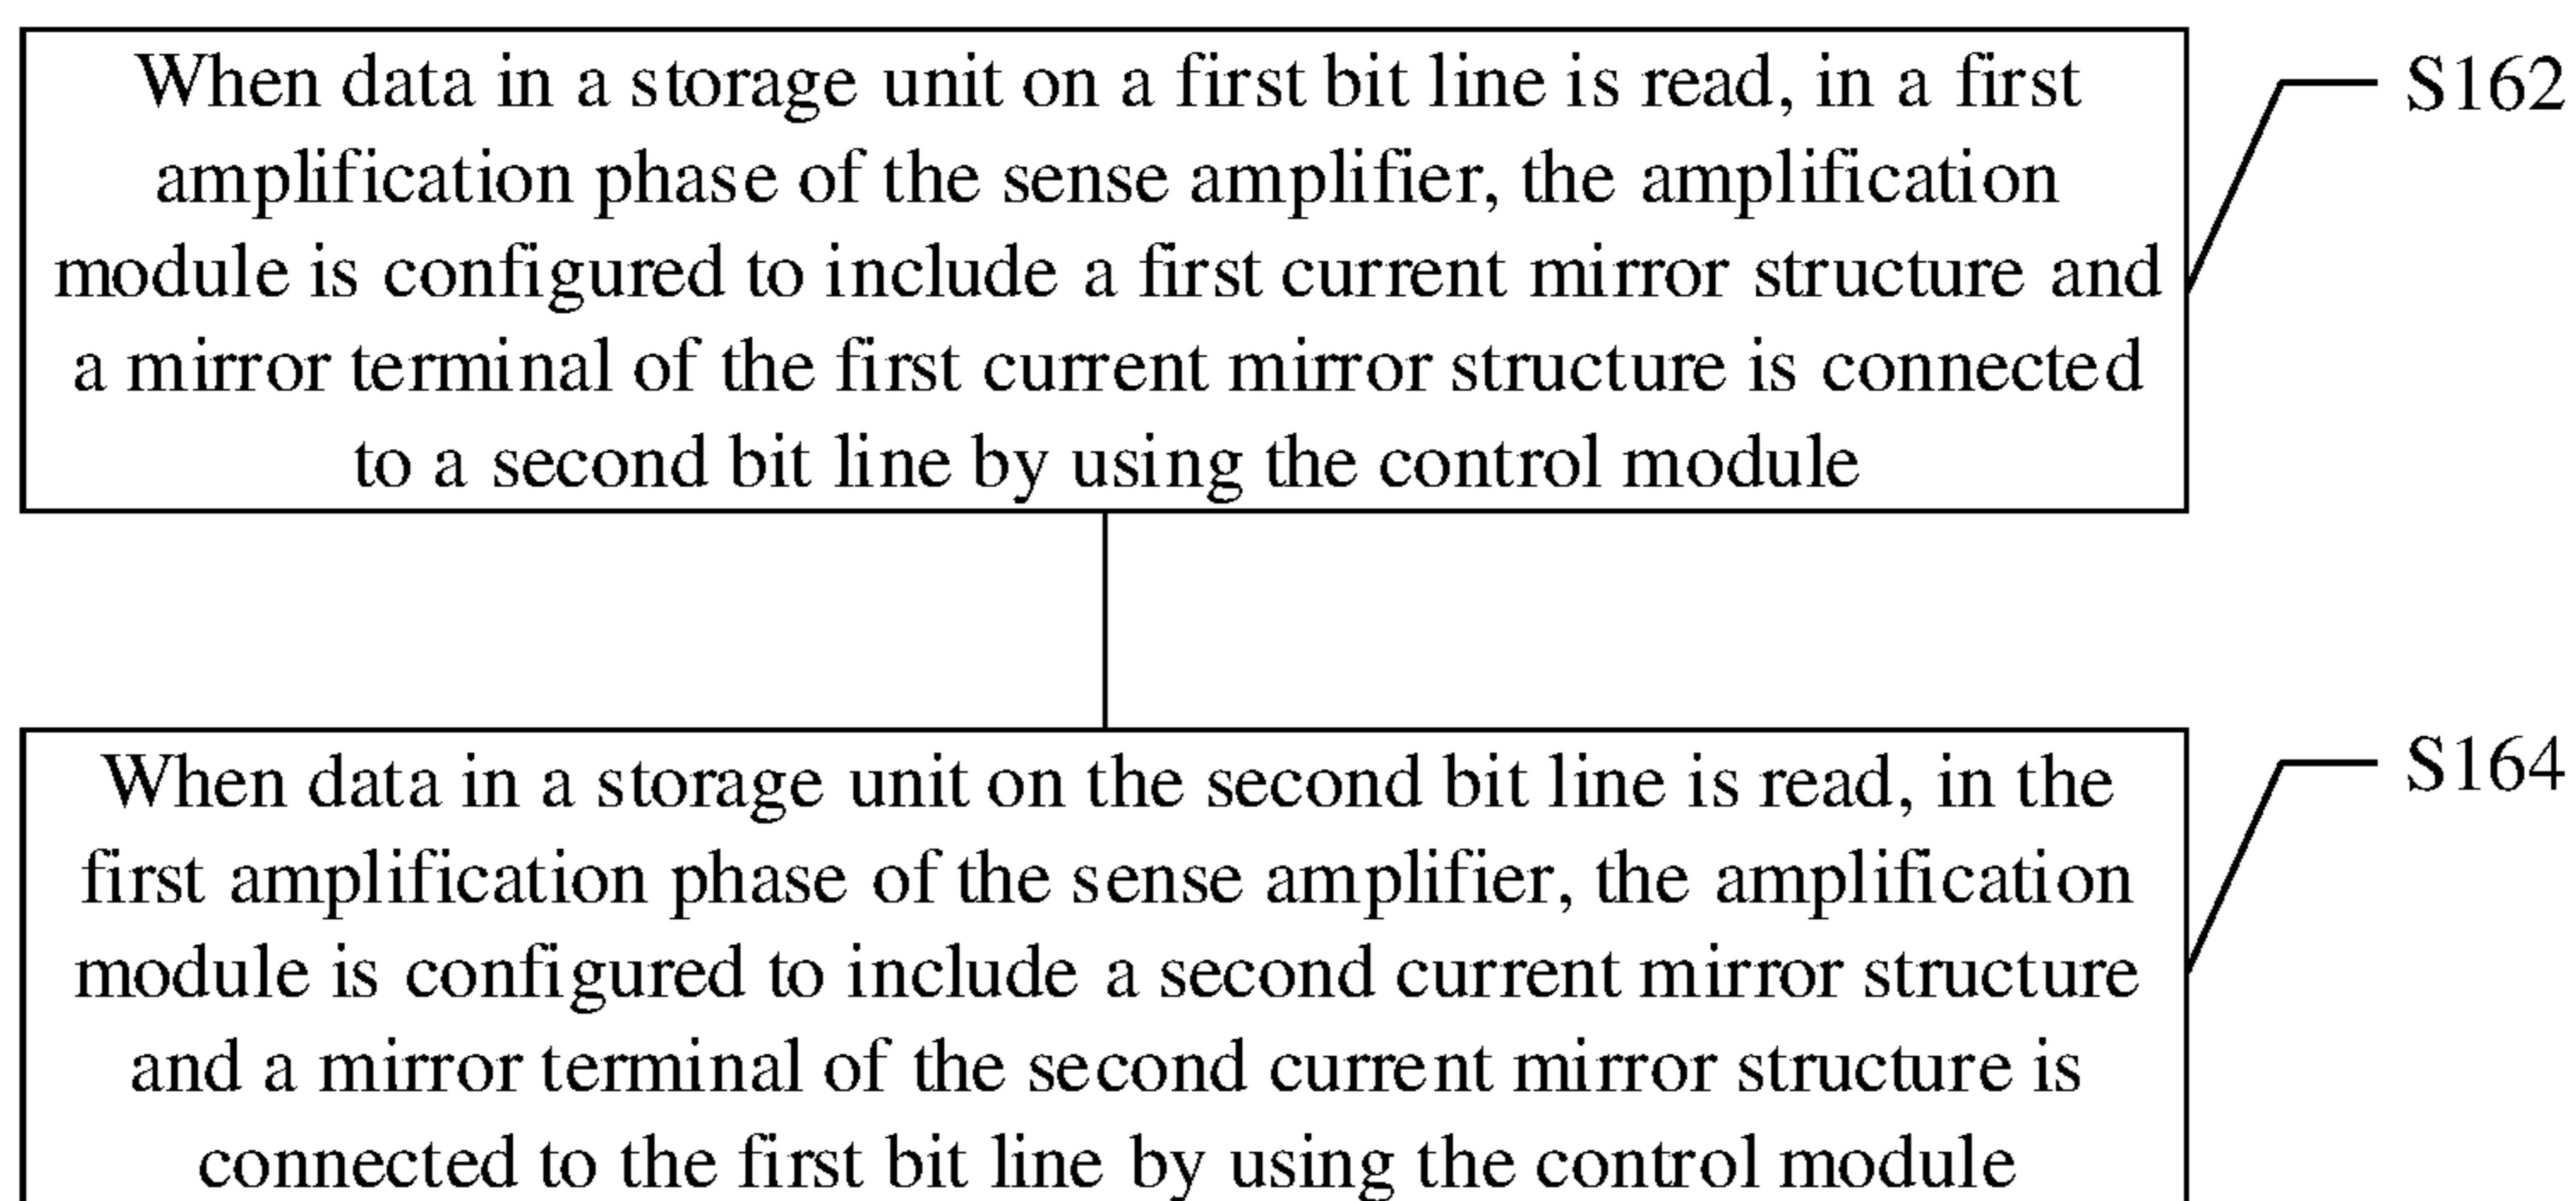 When data in a storage unit on a first bit line is read, in a first
amplification phase of the sense amplifier, the amplification
module is configured to include a first current mirror structure and
a mirror terminal of the first current mirror structure is connected
to a second bit line by using the control module
S162
When data in a storage unit on the second bit line is read, in the
first amplification phase of the sense amplifier, the amplification
module is configured to include a second current mirror structure
and a mirror terminal of the second current mirror structure is
connected to the first bit line by using the control module
S164